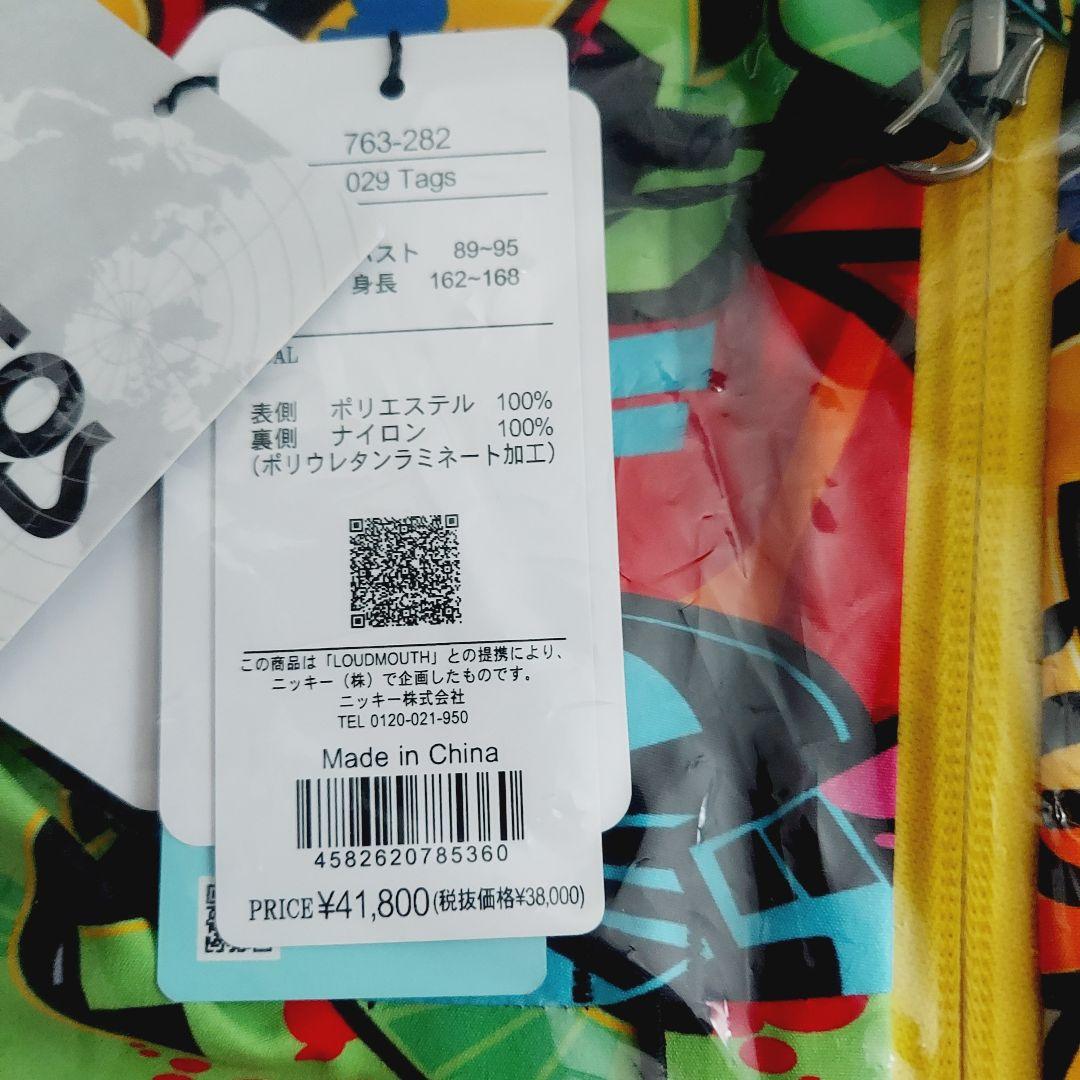 763-282
029 Tags
バスト 89~95
身長 162~168
AL
表側 ポリエステル 100%
裏側 ナイロン 100%
(ポリウレタンラミネート加工)
この商品は「LOUDMOUTH」との提携により、
ニッキー（株）で企画したものです。
ニッキー株式会社
TEL 0120-021-950
Made in China
4582620785360
PRICE ¥41,800(税抜価格¥38,000)